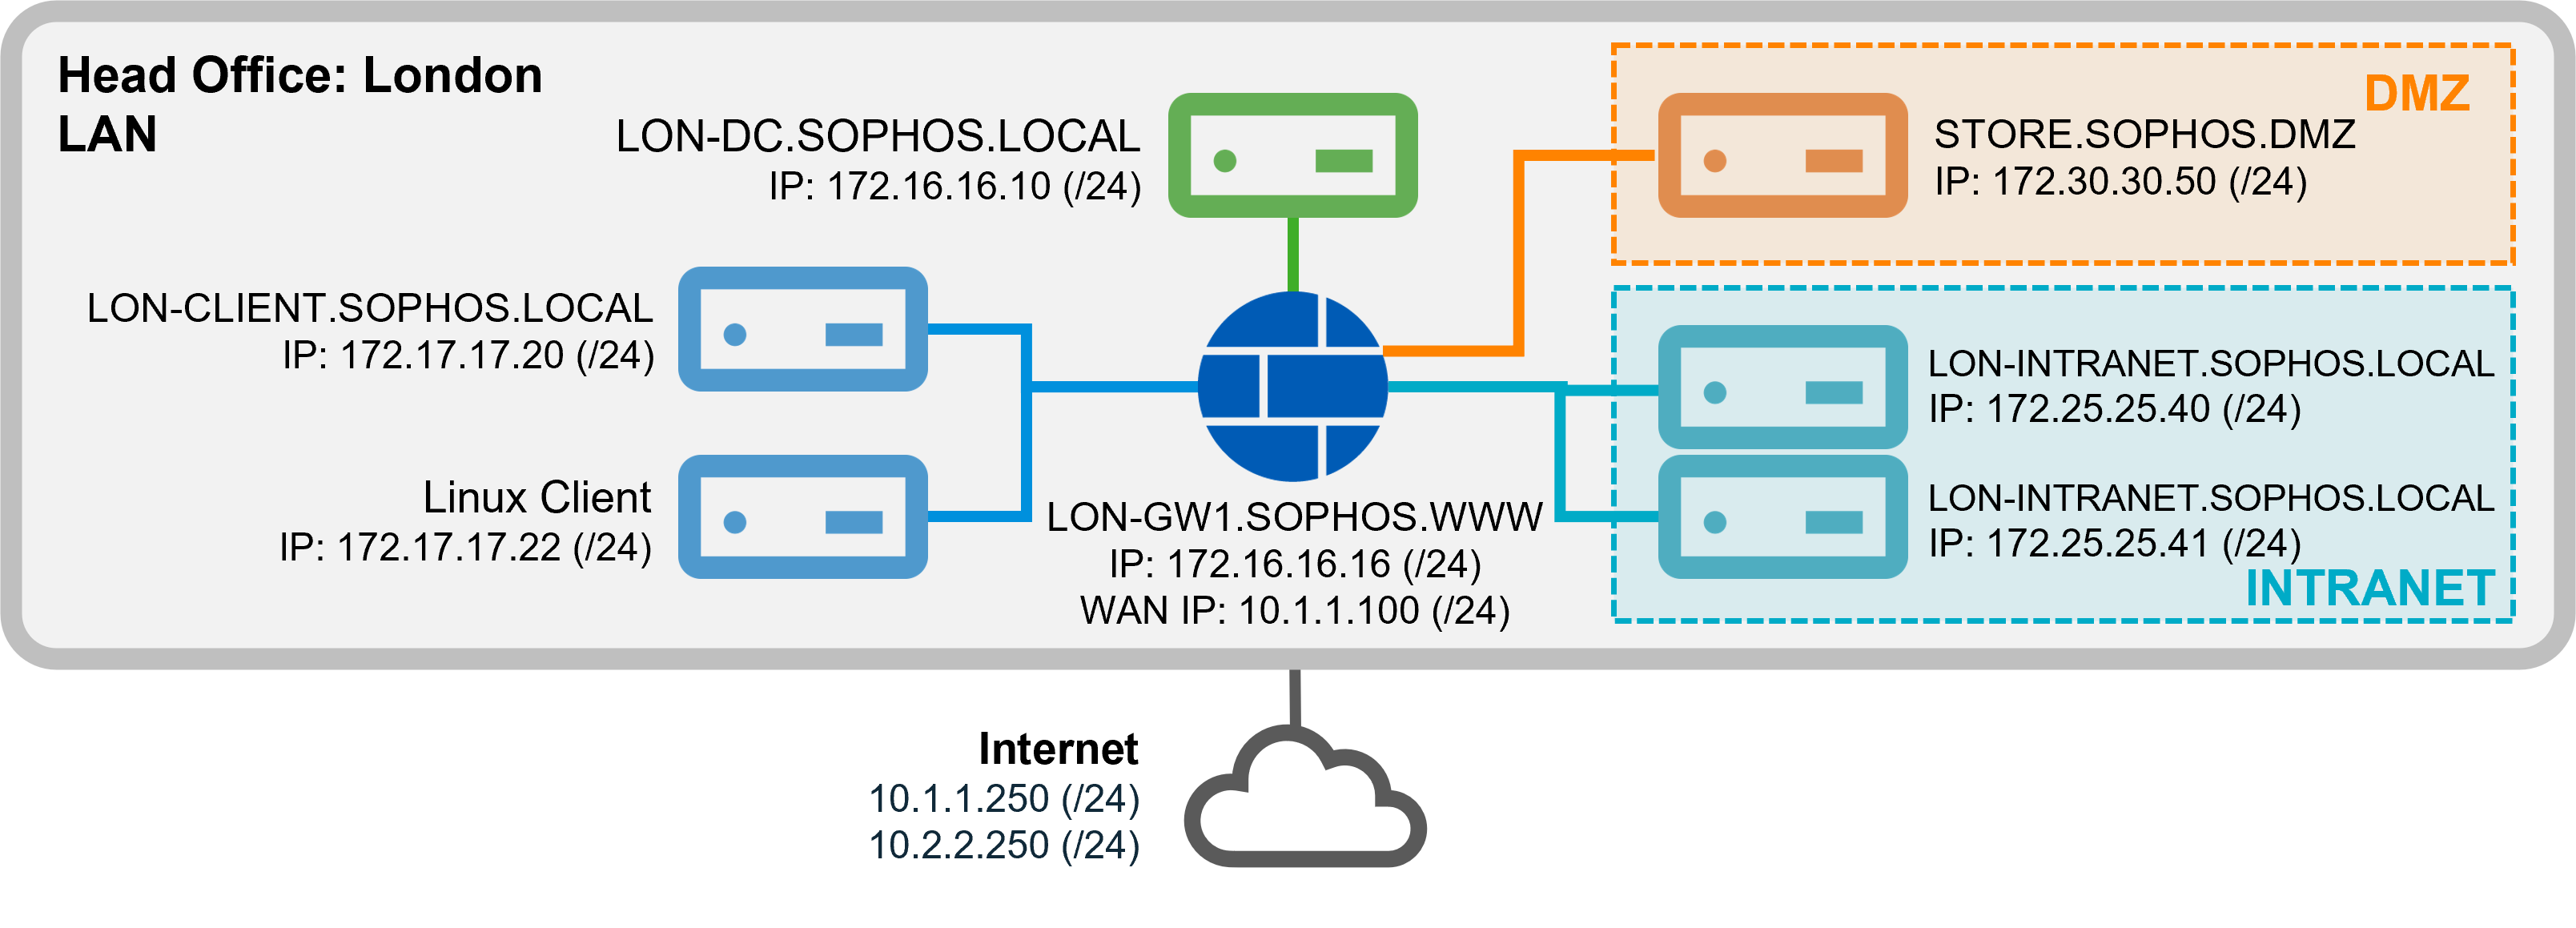 Head Office: London
LAN
LON-DC.SOPHOS.LOCAL
IP: 172.16.16.10 (/24)
DMZ
STORE.SOPHOS.DMZ
IP: 172.30.30.50 (/24)
LON-CLIENT.SOPHOS.LOCAL
IP: 172.17.17.20 (/24)
LON-INTRANET.SOPHOS.LOCAL
IP: 172.25.25.40 (/24)
Linux Client
IP: 172.17.17.22 (/24)
LON-GW1.SOPHOS.WWW
IP: 172.16.16.16 (/24)
WAN IP: 10.1.1.100 (/24)
LON-INTRANET.SOPHOS.LOCAL
IP: 172.25.25.41 (/24)
INTRANET
Internet
10.1.1.250 (/24)
10.2.2.250 (/24)